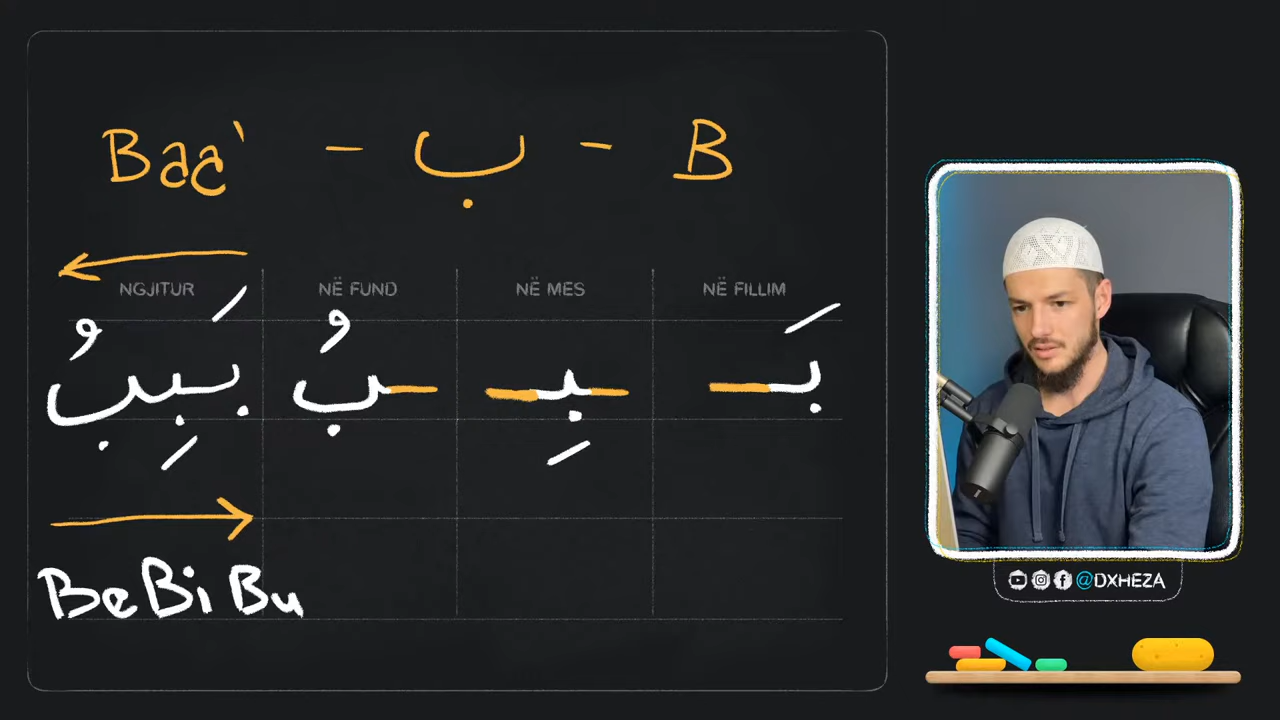 Baa' - ب - B
NGJITUR NË FUND NË MES NË FILLIM
بَبِبُ ـبُ ـبِـ بَـ
BeBiBu
@DXHEZA